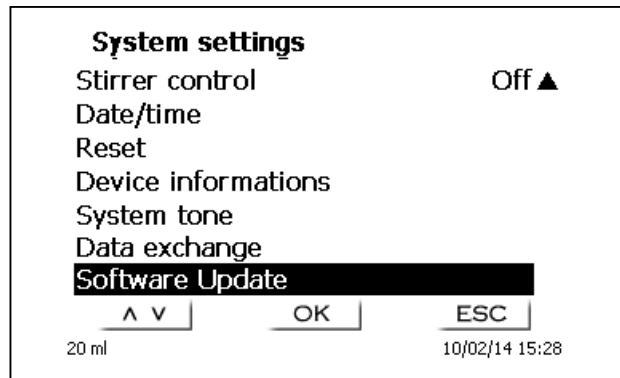 System settings
Stirrer control Off ▲
Date/time
Reset
Device informations
System tone
Data exchange
Software Update
∧ ∨ OK ESC
20 ml 10/02/14 15:28